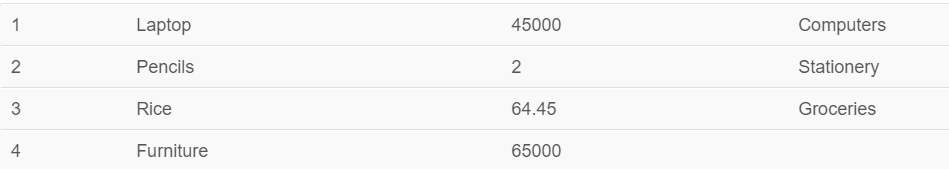 1 Laptop 45000 Computers
2 Pencils 2 Stationery
3 Rice 64.45 Groceries
4 Furniture 65000